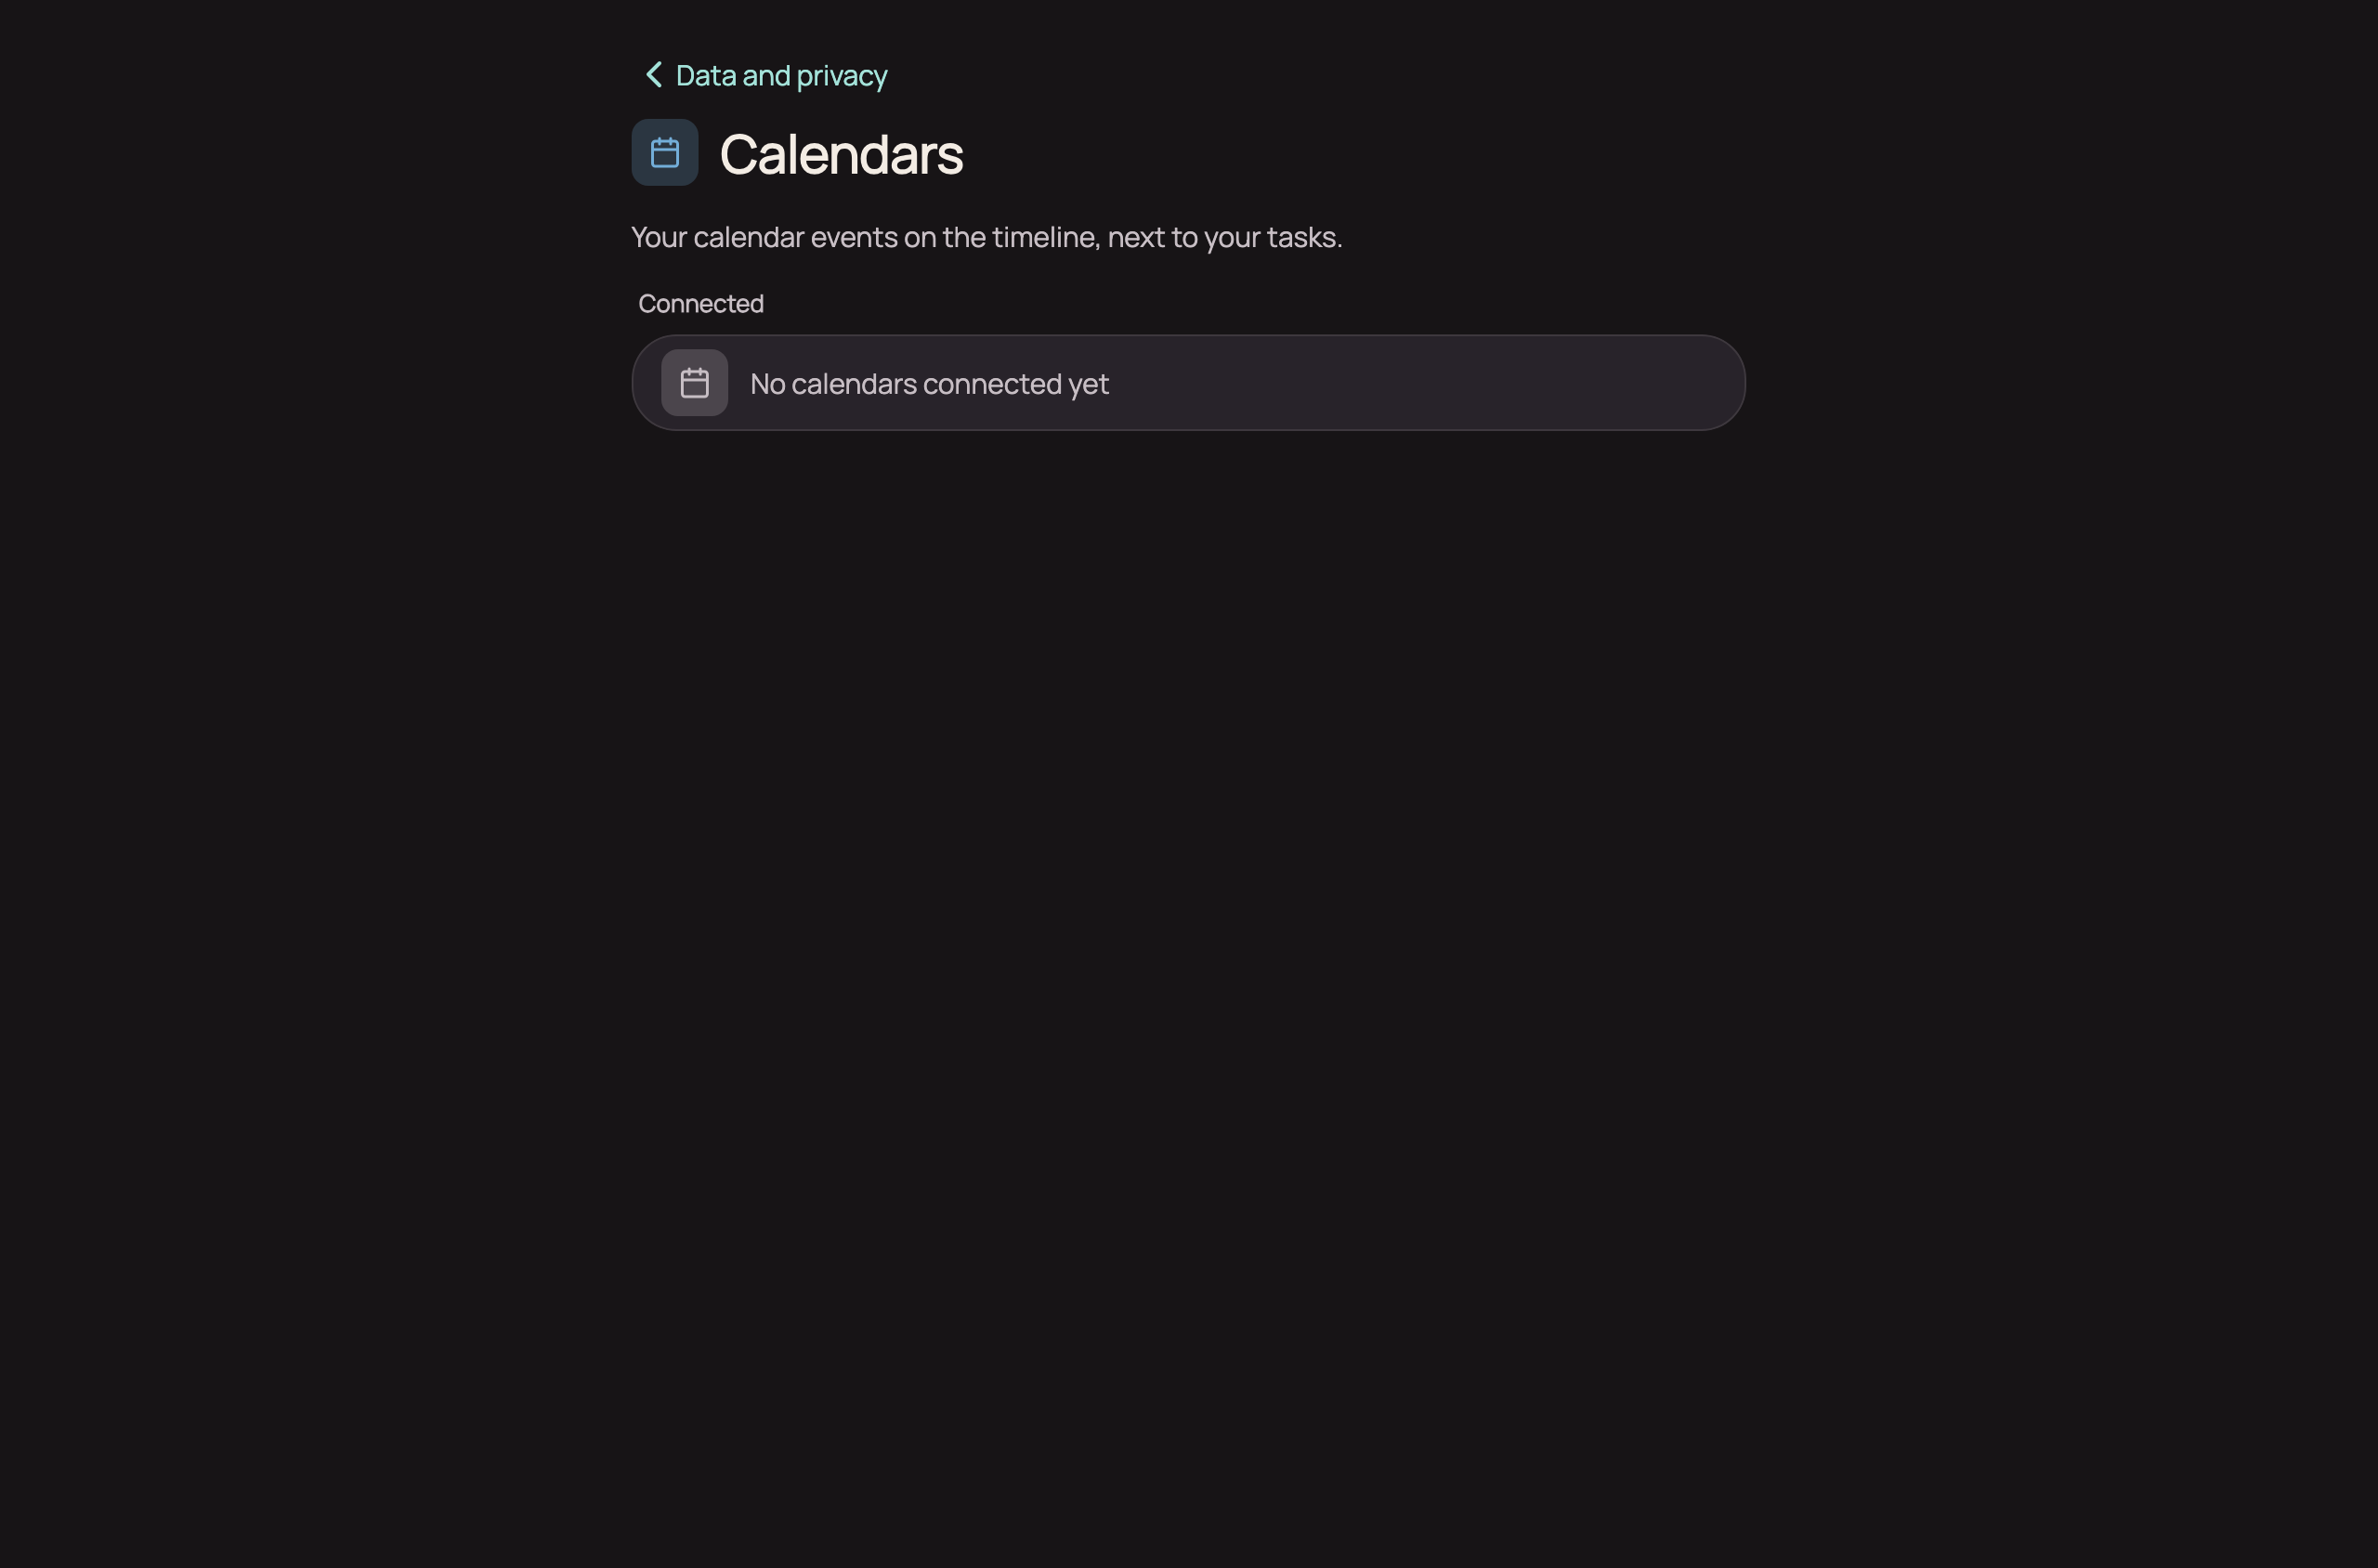 Data and privacy
Calendars
Your calendar events on the timeline, next to your tasks.
Connected
No calendars connected yet